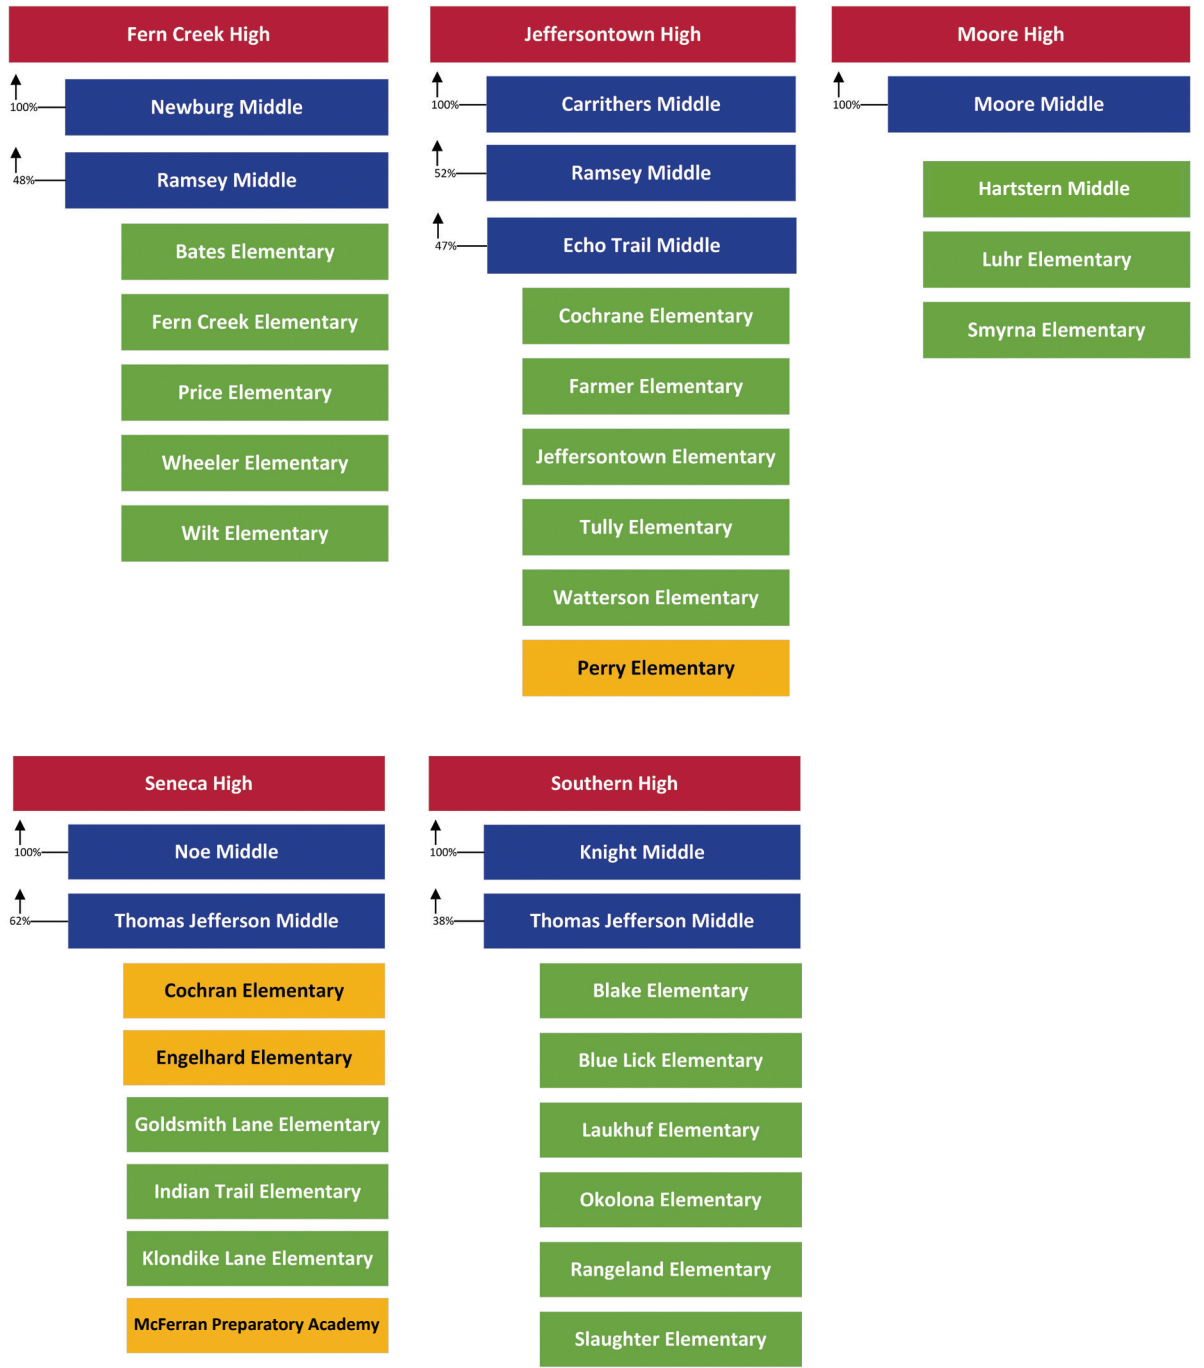 Fern Creek High
100%
Newburg Middle
48%
Ramsey Middle
Bates Elementary
Fern Creek Elementary
Price Elementary
Wheeler Elementary
Wilt Elementary
Jeffersontown High
100%
Carrithers Middle
52%
Ramsey Middle
47%
Echo Trail Middle
Cochrane Elementary
Farmer Elementary
Jeffersontown Elementary
Tully Elementary
Watterson Elementary
Perry Elementary
Moore High
100%
Moore Middle
Hartstern Middle
Luhr Elementary
Smyrna Elementary
Seneca High
100%
Noe Middle
62%
Thomas Jefferson Middle
Cochran Elementary
Engelhard Elementary
Goldsmith Lane Elementary
Indian Trail Elementary
Klondike Lane Elementary
McFerran Preparatory Academy
Southern High
100%
Knight Middle
38%
Thomas Jefferson Middle
Blake Elementary
Blue Lick Elementary
Laukhuf Elementary
Okolona Elementary
Rangeland Elementary
Slaughter Elementary